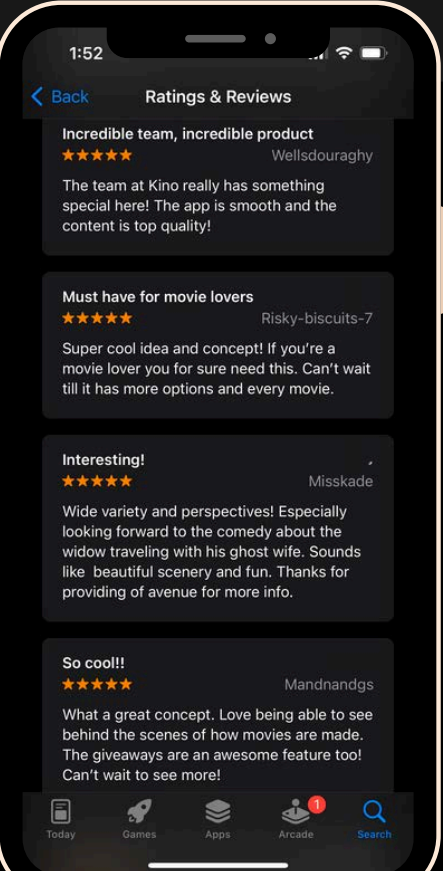 1:52
Back Ratings & Reviews
Incredible team, incredible product
Wellsdouraghy
The team at Kino really has something
special here! The app is smooth and the
content is top quality!
Must have for movie lovers
Risky-biscuits-7
Super cool idea and concept! If you're a
movie lover you for sure need this. Can't wait
till it has more options and every movie.
Interesting!
Misskade
Wide variety and perspectives! Especially
looking forward to the comedy about the
widow traveling with his ghost wife. Sounds
like  beautiful scenery and fun. Thanks for
providing of avenue for more info.
So cool!!
Mandnandgs
What a great concept. Love being able to see
behind the scenes of how movies are made.
The giveaways are an awesome feature too!
Can't wait to see more!
1
Today Games Apps Arcade Search